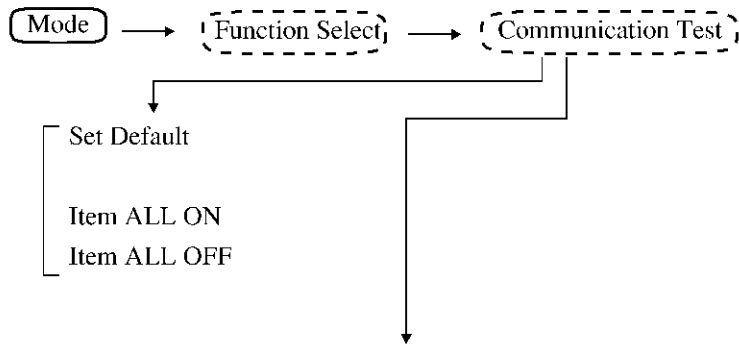 Mode Function Select Communication Test
Set Default
Item ALL ON
Item ALL OFF